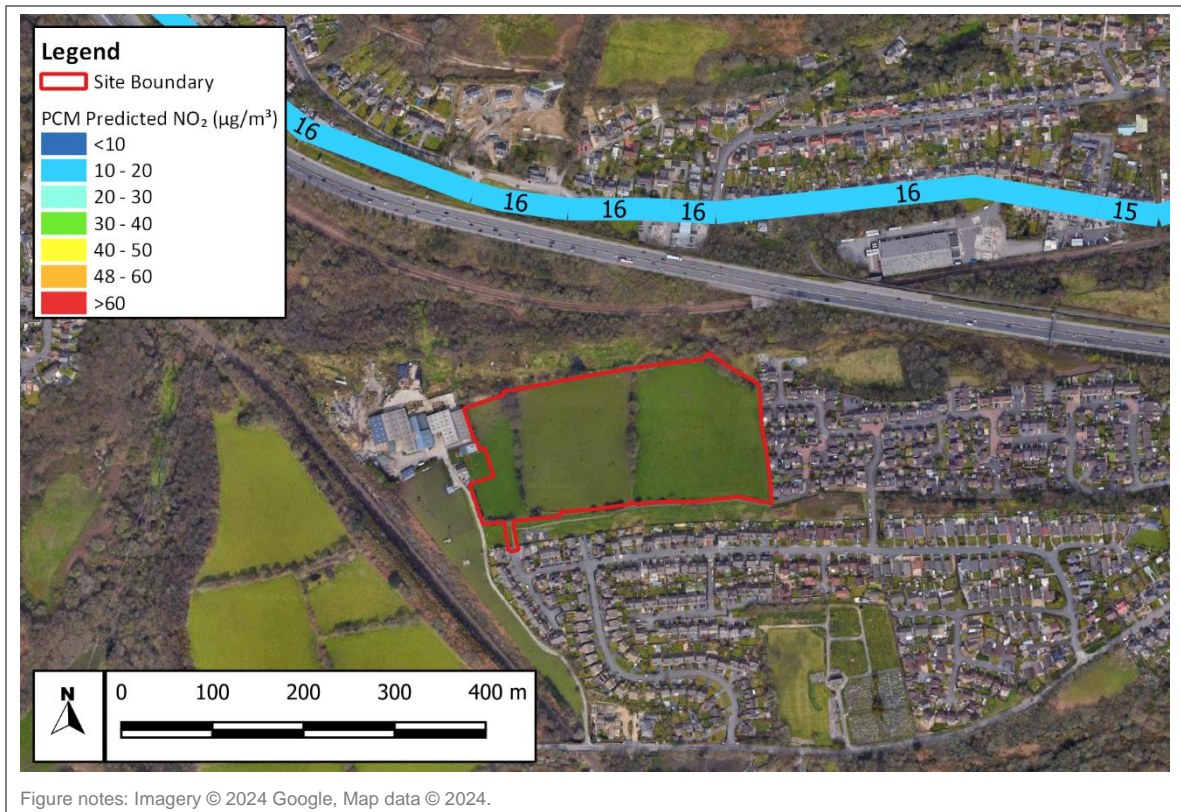 Legend
Site Boundary
PCM Predicted NO₂ (µg/m³)
<10
10 - 20
20 - 30
30 - 40
40 - 50
48 - 60
>60
16
16
16
16
16
15
N
0 100 200 300 400 m
Figure notes: Imagery © 2024 Google, Map data © 2024.